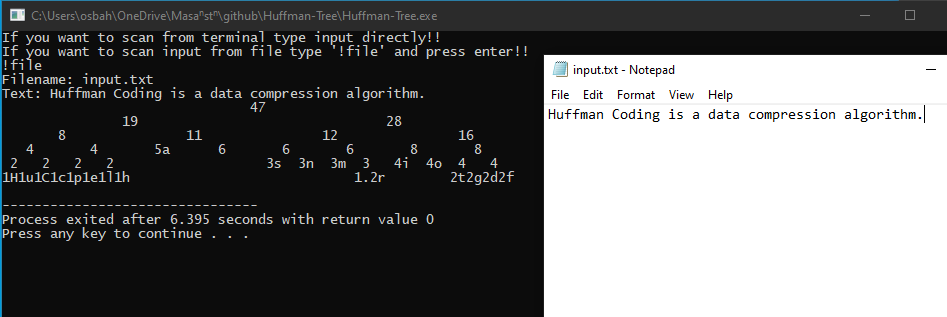 C:\Users\osbah\OneDrive\Masaⁿstⁿ\github\Huffman-Tree\Huffman-Tree.exe
If you want to scan from terminal type input directly!!
If you want to scan input from file type '!file' and press enter!!
!file
Filename: input.txt
Text: Huffman Coding is a data compression algorithm.
47
19 28
8 11 12 16
4 4 5a 6 6 6 8 8
2 2 2 2 3s 3n 3m 3 4i 4o 4 4
1H1u1C1c1p1e1l1h 1.2r 2t2g2d2f
--------------------------------
Process exited after 6.395 seconds with return value 0
Press any key to continue . . .
input.txt - Notepad
File Edit Format View Help
Huffman Coding is a data compression algorithm.